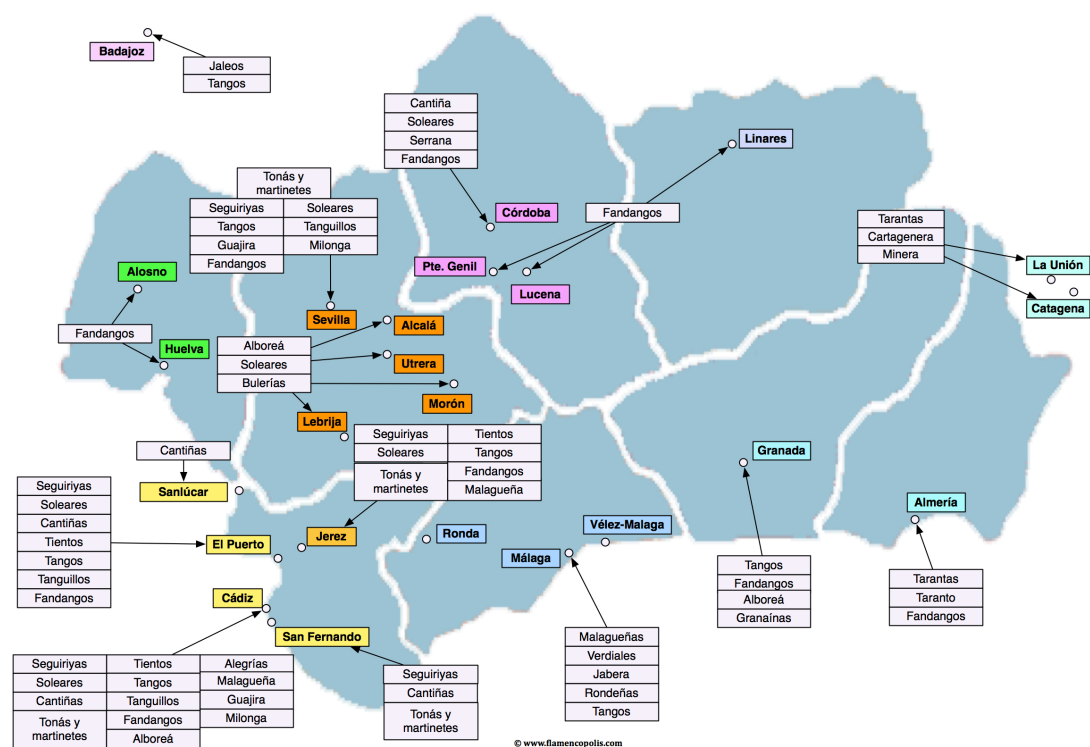 Badajoz
Jaleos
Tangos
Cantiña
Soleares
Serrana
Fandangos
Linares
Tonás y
martinetes
Seguiriyas
Soleares
Tangos
Tanguillos
Guajira
Milonga
Fandangos
Córdoba
Fandangos
Tarantas
Cartagenera
Minera
Alosno
Pte. Genil
Lucena
La Unión
Catagena
Sevilla
Alcalá
Fandangos
Huelva
Alboreá
Soleares
Bulerías
Utrera
Morón
Lebrija
Seguiriyas
Tientos
Soleares
Tangos
Tonás y
martinetes
Fandangos
Malagueña
Cantiñas
Sanlúcar
Granada
Seguiriyas
Soleares
Cantiñas
Tientos
Tangos
Tanguillos
Fandangos
El Puerto
Jerez
Ronda
Vélez-Malaga
Málaga
Almería
Tangos
Fandangos
Alboreá
Granaínas
Tarantas
Taranto
Fandangos
Cádiz
San Fernando
Malagueñas
Verdiales
Jabera
Rondeñas
Tangos
Seguiriyas
Tientos
Alegrías
Soleares
Tangos
Malagueña
Cantiñas
Tanguillos
Guajira
Tonás y
martinetes
Fandangos
Milonga
Alboreá
Seguiriyas
Cantiñas
Tonás y
martinetes
© www.flamencopolis.com